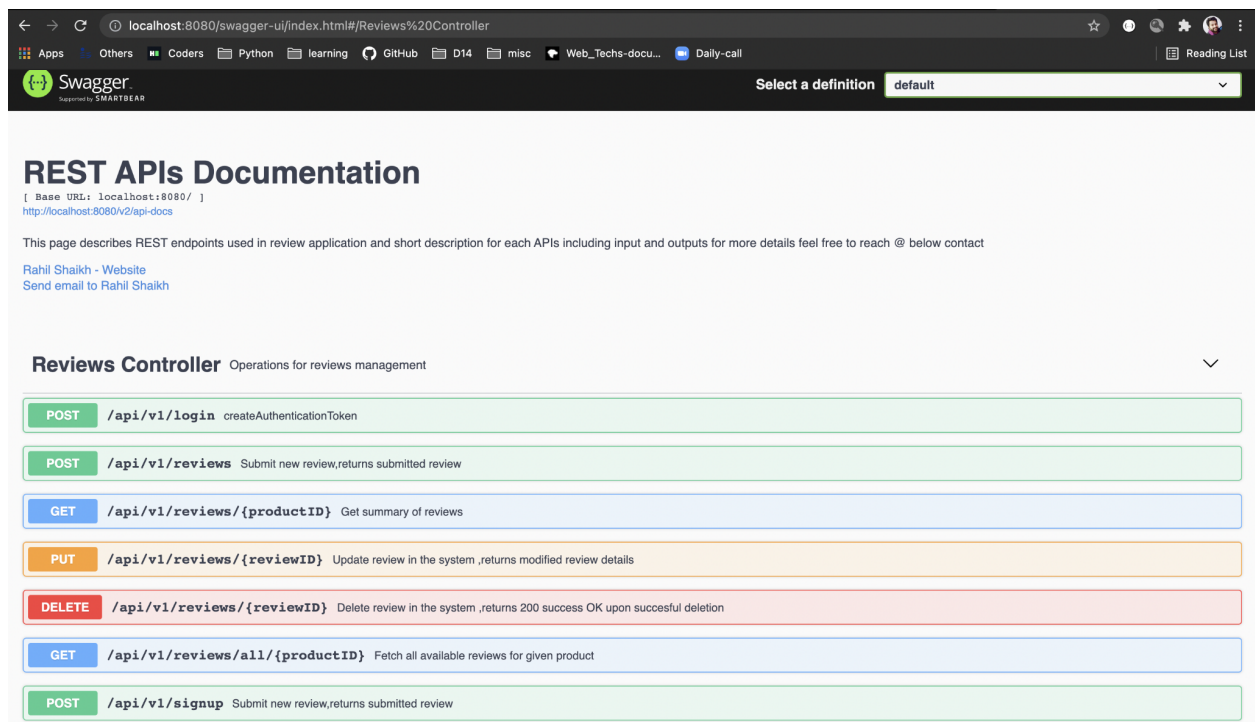 localhost:8080/swagger-ui/index.html#/Reviews%20Controller
Apps Others Coders Python learning GitHub D14 misc Web_Techs-docu... Daily-call Reading List
Swagger
Supported by SMARTBEAR
Select a definition default
REST APIs Documentation
[ Base URL: localhost:8080/ ]
http://localhost:8080/v2/api-docs
This page describes REST endpoints used in review application and short description for each APIs including input and outputs for more details feel free to reach @ below contact
Rahil Shaikh - Website
Send email to Rahil Shaikh
Reviews Controller Operations for reviews management
POST /api/v1/login createAuthenticationToken
POST /api/v1/reviews Submit new review,returns submitted review
GET /api/v1/reviews/{productID} Get summary of reviews
PUT /api/v1/reviews/{reviewID} Update review in the system ,returns modified review details
DELETE /api/v1/reviews/{reviewID} Delete review in the system ,returns 200 success OK upon succesful deletion
GET /api/v1/reviews/all/{productID} Fetch all available reviews for given product
POST /api/v1/signup Submit new review,returns submitted review